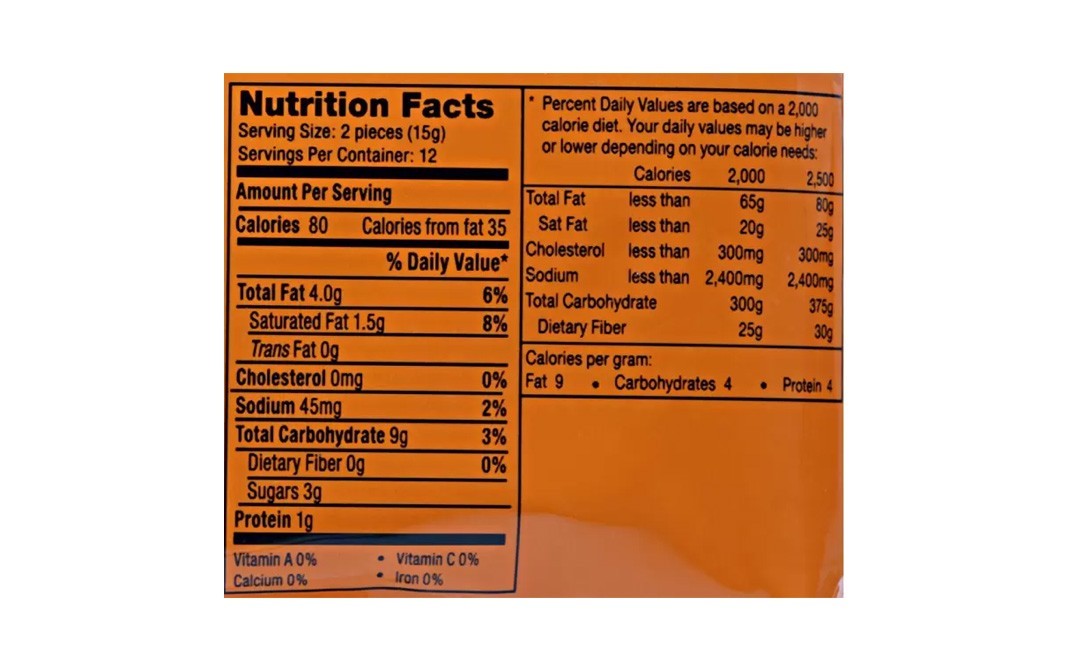 Nutrition Facts
Serving Size: 2 pieces (15g)
Servings Per Container: 12
Amount Per Serving
Calories 80 Calories from fat 35
% Daily Value*
Total Fat 4.0g 6%
Saturated Fat 1.5g 8%
Trans Fat 0g
Cholesterol 0mg 0%
Sodium 45mg 2%
Total Carbohydrate 9g 3%
Dietary Fiber 0g 0%
Sugars 3g
Protein 1g
Vitamin A 0% • Vitamin C 0%
Calcium 0% • Iron 0%
* Percent Daily Values are based on a 2,000
calorie diet. Your daily values may be higher
or lower depending on your calorie needs:
Calories 2,000 2,500
Total Fat less than 65g 80g
Sat Fat less than 20g 25g
Cholesterol less than 300mg 300mg
Sodium less than 2,400mg 2,400mg
Total Carbohydrate 300g 375g
Dietary Fiber 25g 30g
Calories per gram:
Fat 9 • Carbohydrates 4 • Protein 4